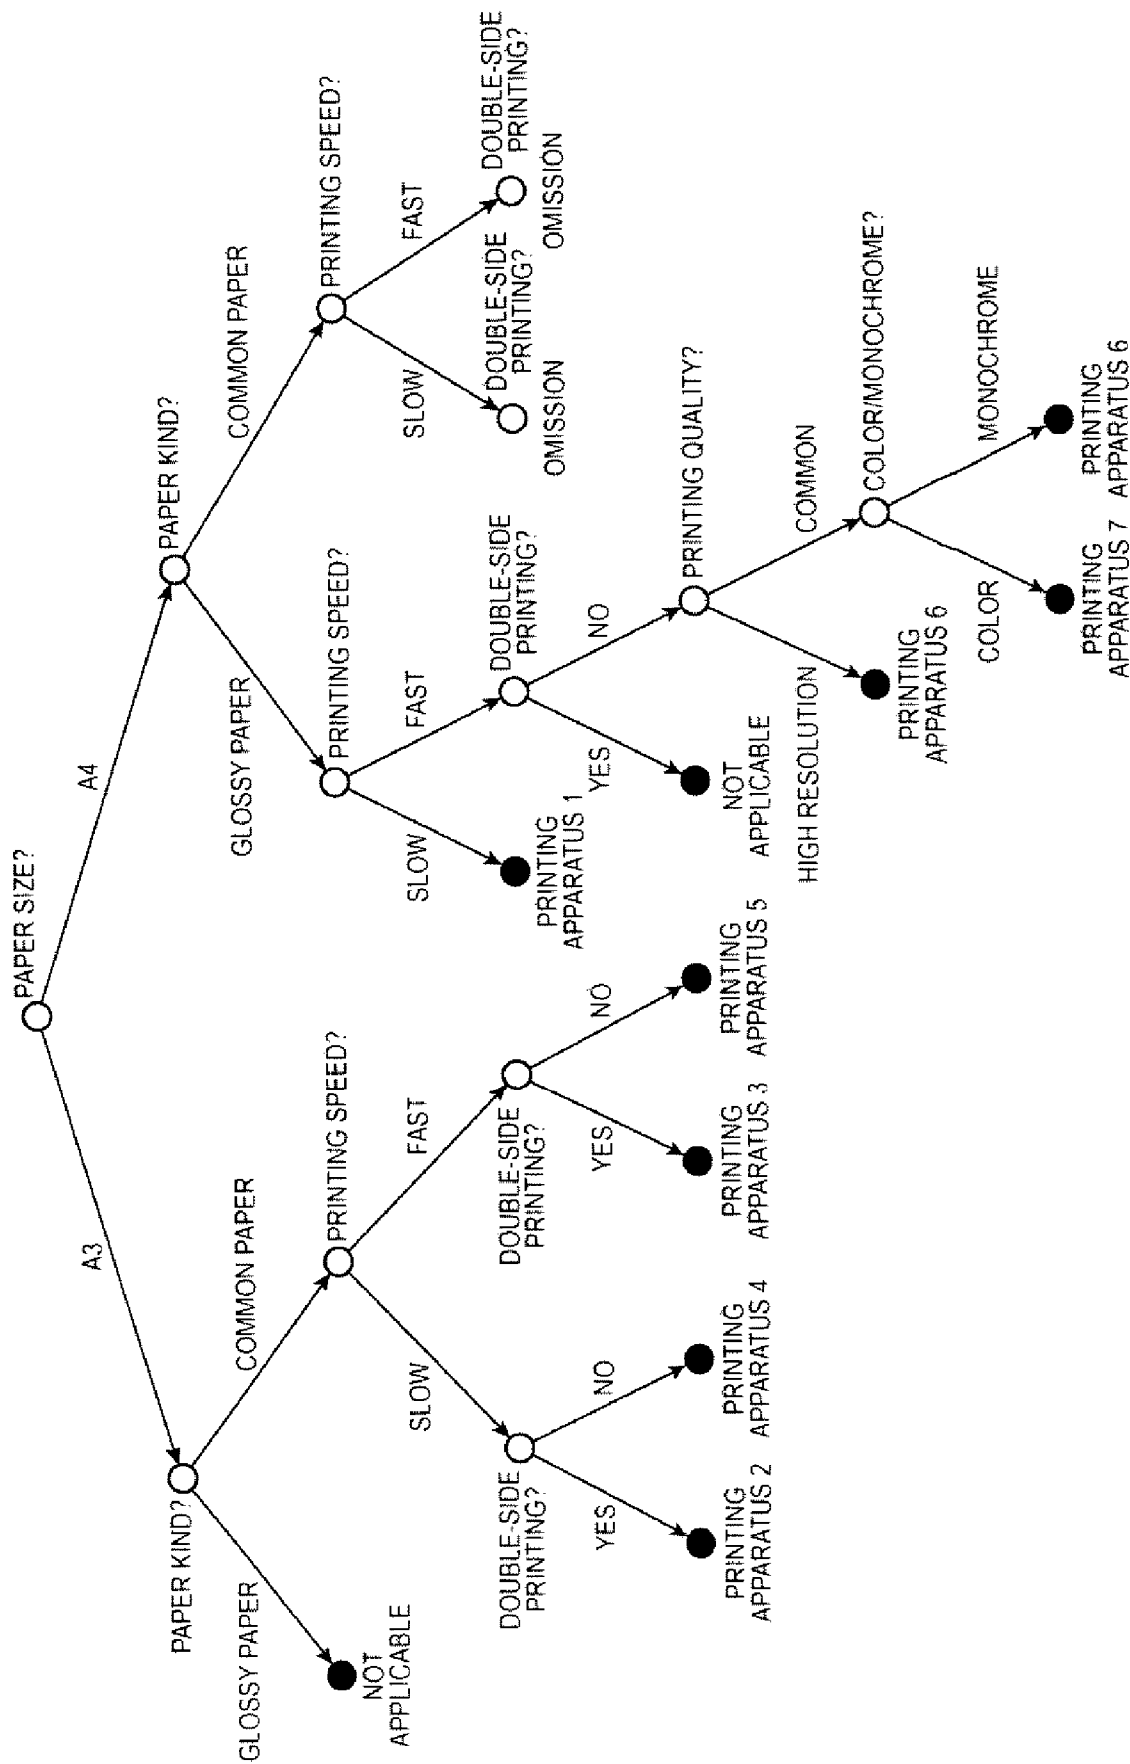 PAPER SIZE?
A3
A4
PAPER KIND?
PAPER KIND?
GLOSSY PAPER
COMMON PAPER
GLOSSY PAPER
COMMON PAPER
NOT
APPLICABLE
PRINTING SPEED?
PRINTING SPEED?
PRINTING SPEED?
SLOW
FAST
SLOW
FAST
SLOW
FAST
DOUBLE-SIDE
PRINTING?
DOUBLE-SIDE
PRINTING?
PRINTING
APPARATUS 1
DOUBLE-SIDE
PRINTING?
DOUBLE-SIDE
PRINTING?
OMISSION
DOUBLE-SIDE
PRINTING?
OMISSION
YES
NO
YES
NO
YES
NO
PRINTING
APPARATUS 2
PRINTING
APPARATUS 4
PRINTING
APPARATUS 3
PRINTING
APPARATUS 5
NOT
APPLICABLE
PRINTING QUALITY?
HIGH RESOLUTION
COMMON
PRINTING
APPARATUS 6
COLOR/MONOCHROME?
COLOR
MONOCHROME
PRINTING
APPARATUS 7
PRINTING
APPARATUS 6